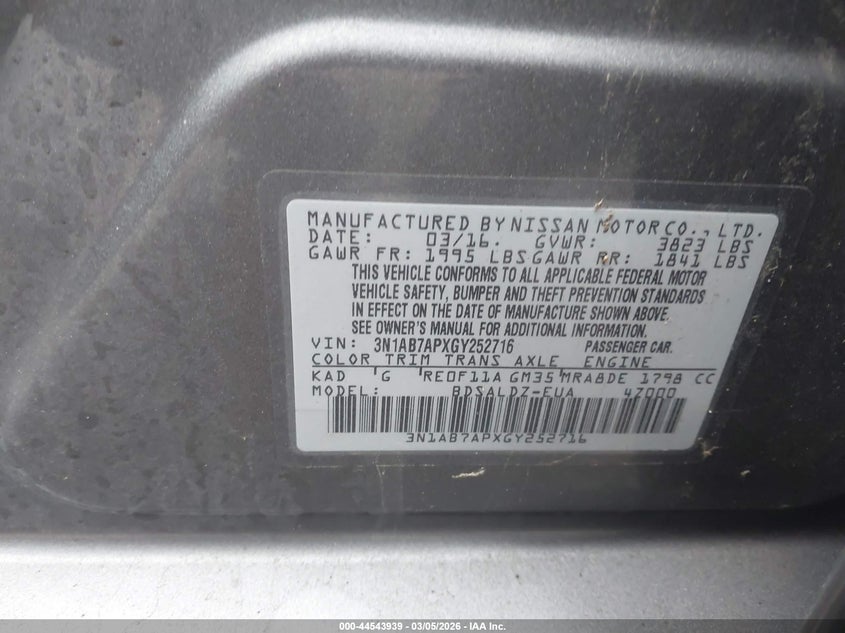 MANUFACTURED BY NISSAN MOTOR CO., LTD.
DATE: 03/16. GVWR: 3823 LBS
GAWR FR: 1995 LBS GAWR RR: 1841 LBS
THIS VEHICLE CONFORMS TO ALL APPLICABLE FEDERAL MOTOR
VEHICLE SAFETY, BUMPER AND THEFT PREVENTION STANDARDS
IN EFFECT ON THE DATE OF MANUFACTURE SHOWN ABOVE.
SEE OWNER'S MANUAL FOR ADDITIONAL INFORMATION.
VIN: 3N1AB7APXGY252716 PASSENGER CAR.
COLOR TRIM TRANS AXLE ENGINE
KAD G RE0F11A GM35 MRA8DE 1798 CC
MODEL: BDSALDZ-EUA 4Z000
3N1AB7APXGY252716
000-44543939 - 03/05/2026 - IAA Inc.